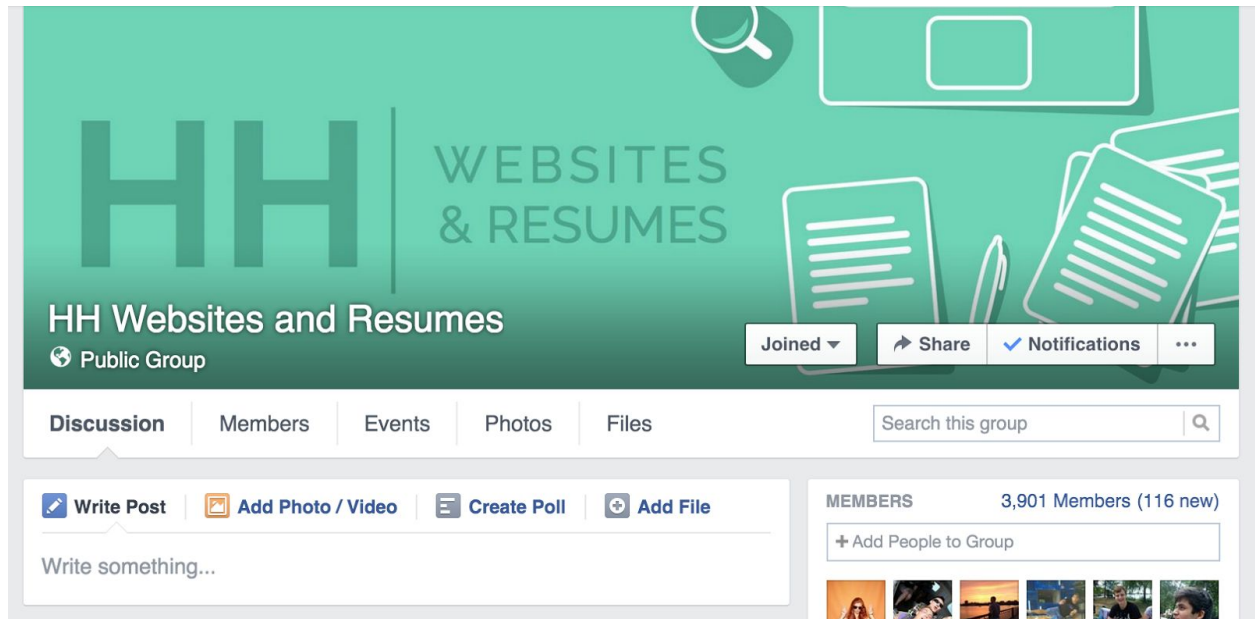 HH
WEBSITES
& RESUMES
HH Websites and Resumes
Public Group
Joined
Share
Notifications
Discussion
Members
Events
Photos
Files
Search this group
Write Post
Add Photo / Video
Create Poll
Add File
Write something...
MEMBERS
3,901 Members (116 new)
+ Add People to Group